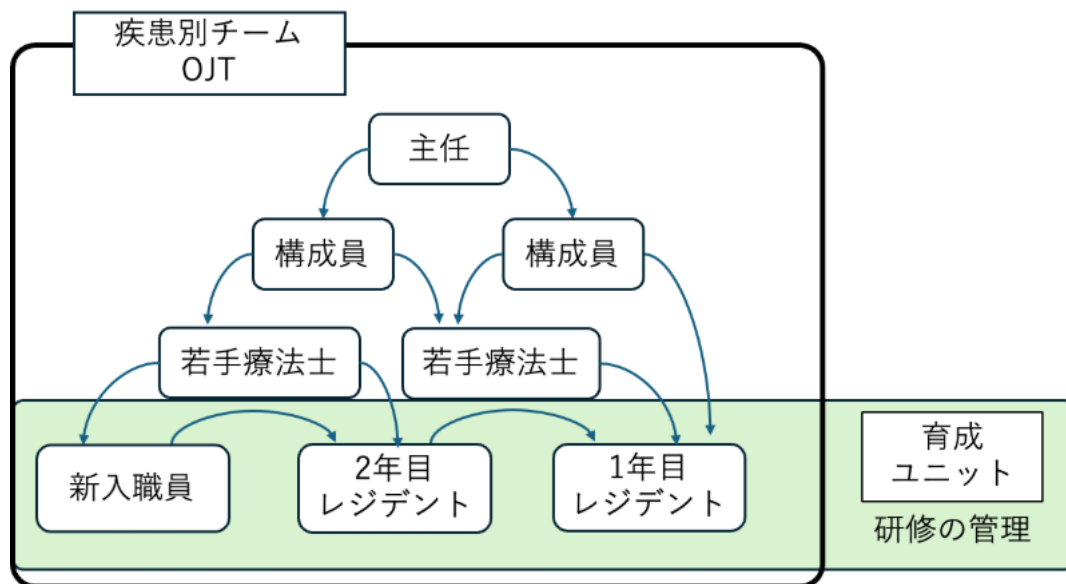 疾患別チーム
OJT
主任
構成員
構成員
若手療法士
若手療法士
新入職員
2年目
レジデント
1年目
レジデント
育成
ユニット
研修の管理